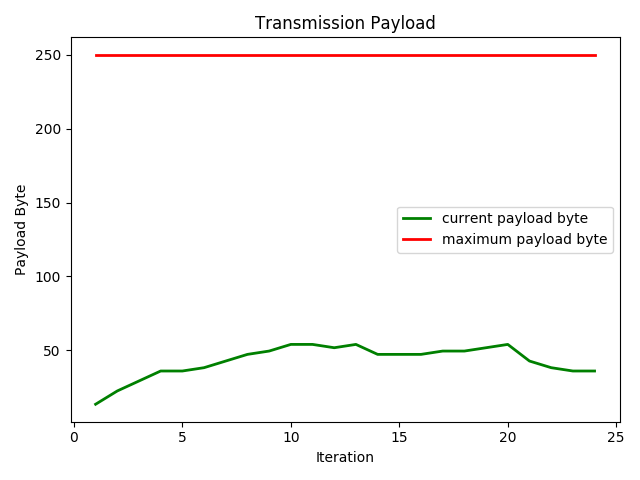 Transmission Payload
250
200
150
100
50
Payload Byte
current payload byte
maximum payload byte
0
5
10
15
20
25
Iteration